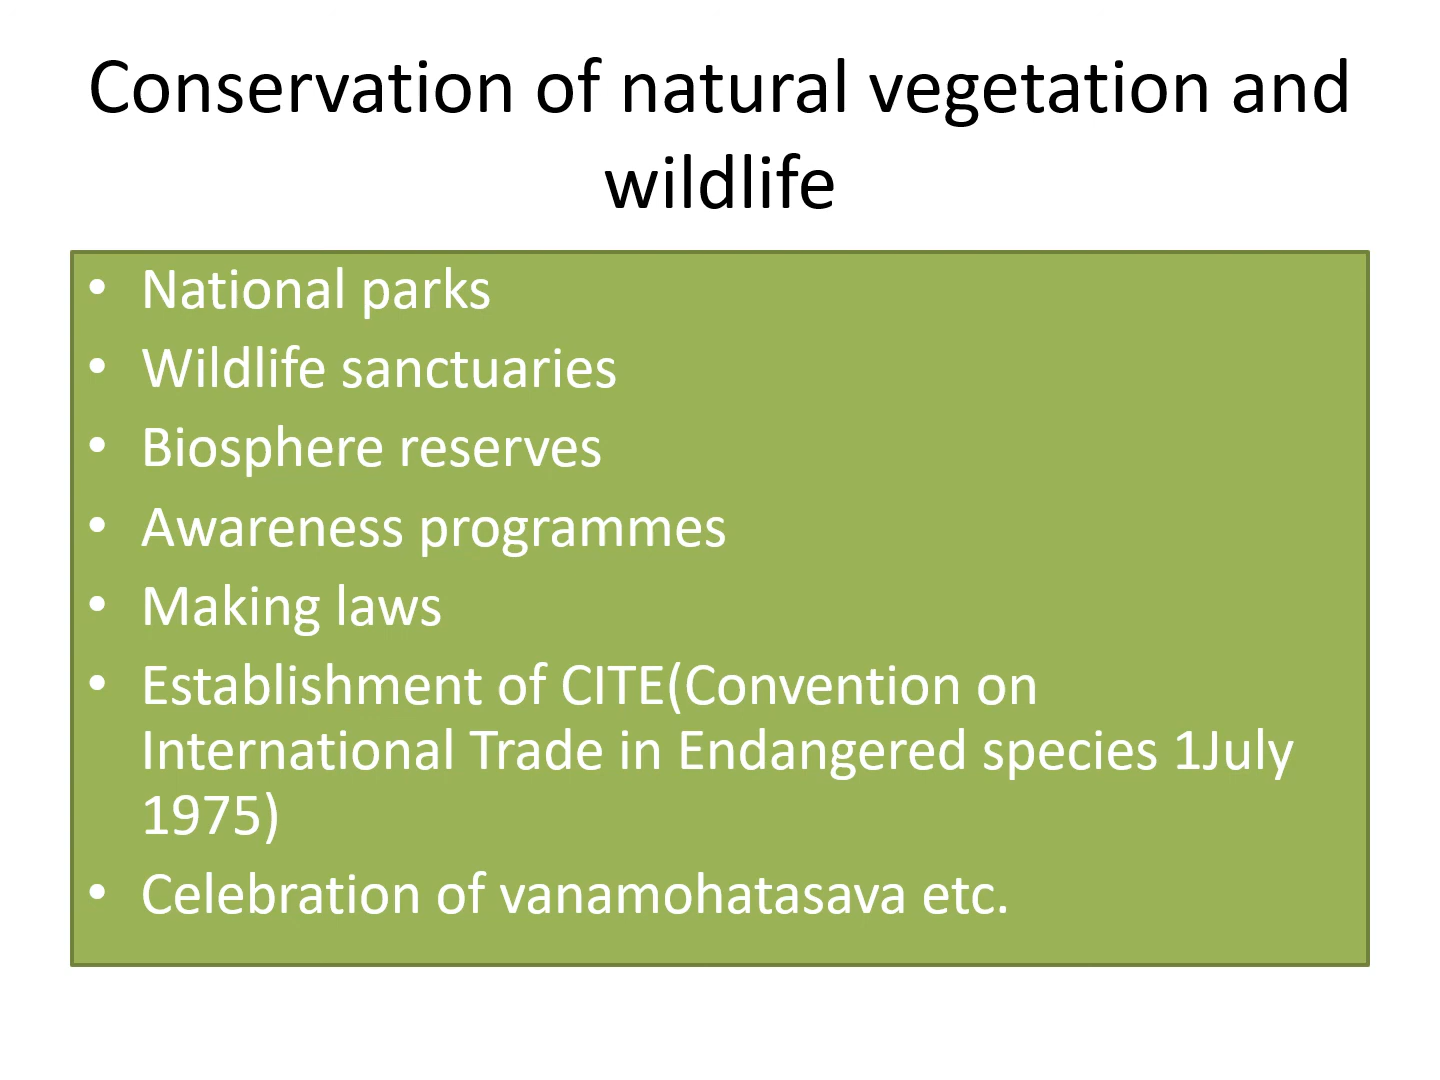 Conservation of natural vegetation and
wildlife
• National parks
• Wildlife sanctuaries
• Biosphere reserves
• Awareness programmes
• Making laws
• Establishment of CITE(Convention on
International Trade in Endangered species 1July
1975)
• Celebration of vanamohatasava etc.